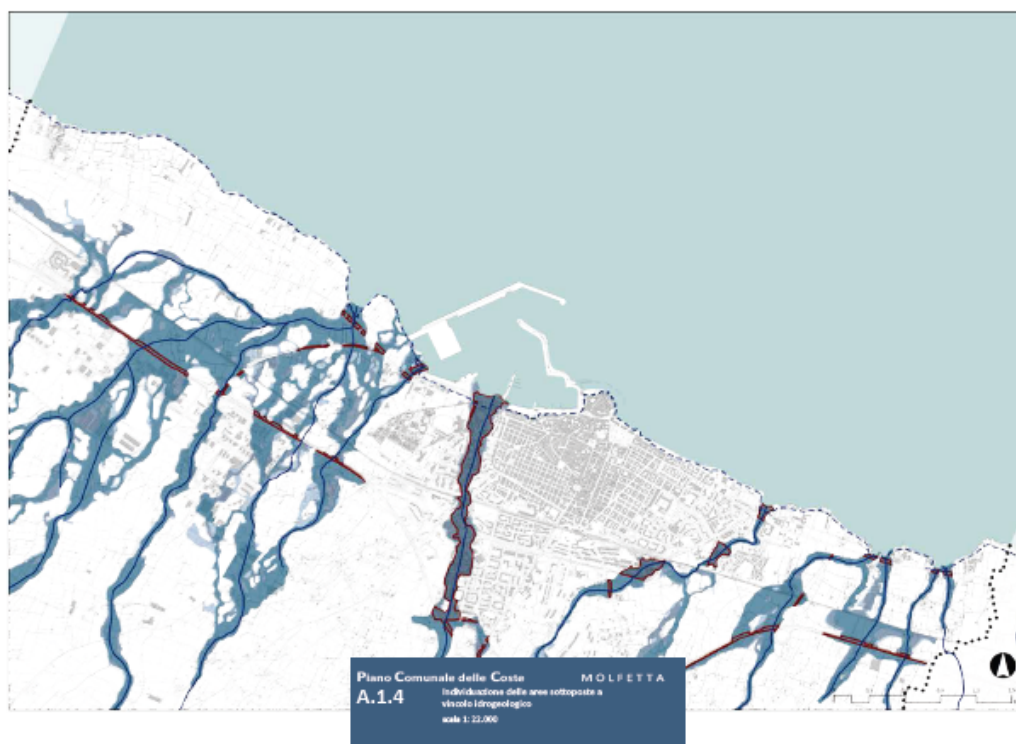 Piano Comunale delle Coste MOLFETTA
A.1.4 Individuazione delle aree sottoposte a
vincolo idrogeologico
scala 1: 22.000